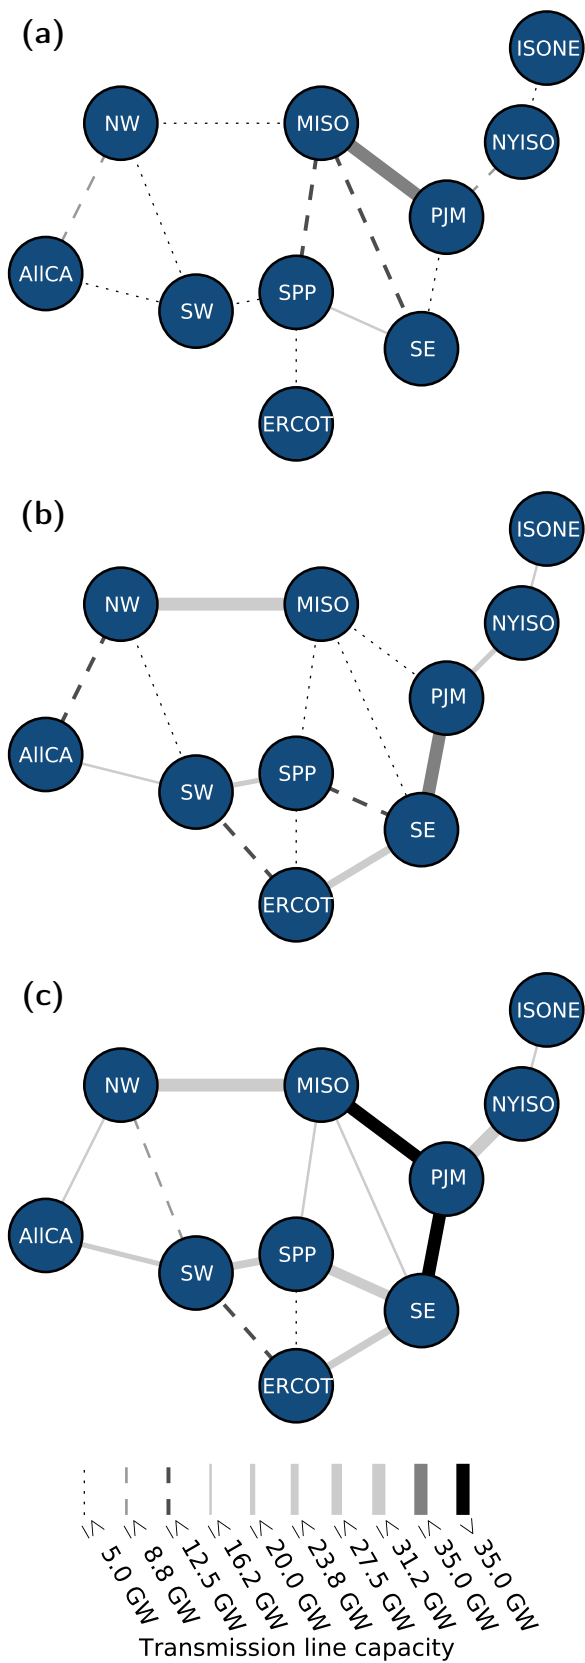 (a)
ISONE
NW
MISO
NYISO
PJM
AllCA
SPP
SW
SE
ERCOT
(b)
ISONE
NW
MISO
NYISO
PJM
AllCA
SPP
SW
SE
ERCOT
(c)
ISONE
NW
MISO
NYISO
PJM
AllCA
SPP
SW
SE
ERCOT
≤ 5.0 GW
≤ 8.8 GW
≤ 12.5 GW
≤ 16.2 GW
≤ 20.0 GW
≤ 23.8 GW
≤ 27.5 GW
≤ 31.2 GW
≤ 35.0 GW
> 35.0 GW
Transmission line capacity